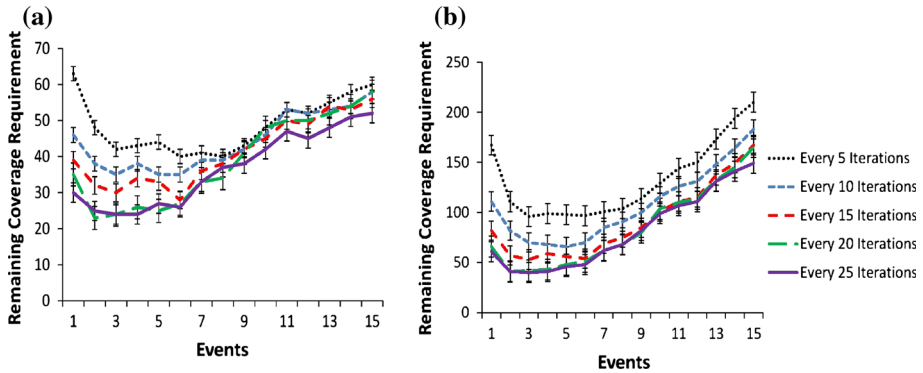 (a)
Remaining Coverage Requirement
70
60
50
40
30
20
10
0
1 3 5 7 9 11 13 15
Events
(b)
Remaining Coverage Requirement
250
200
150
100
50
0
1 3 5 7 9 11 13 15
Events
Every 5 Iterations
Every 10 Iterations
Every 15 Iterations
Every 20 Iterations
Every 25 Iterations